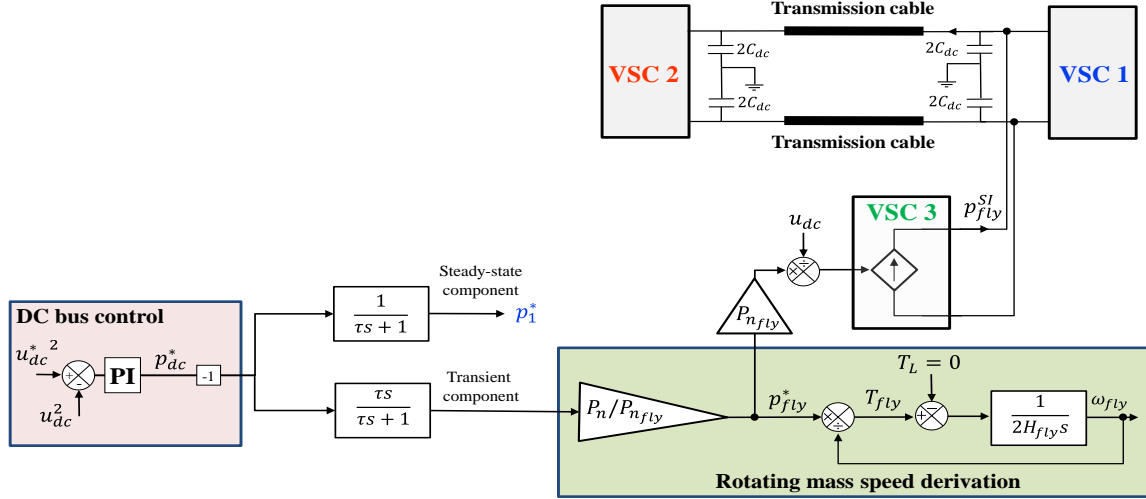 Transmission cable
2C_dc
2C_dc
VSC 2
VSC 1
2C_dc
2C_dc
Transmission cable
VSC 3
p_fly^SI
u_dc
÷
×
Steady-state
component
DC bus control
1
τs + 1
p_1^*
P_n_fly
u_dc^* ^2
p_dc^*
+
-
PI
-1
u_dc^2
τs
τs + 1
Transient
component
P_n/P_n_fly
p_fly^*
×
÷
T_fly
T_L = 0
+
−
1
2H_fly s
ω_fly
Rotating mass speed derivation